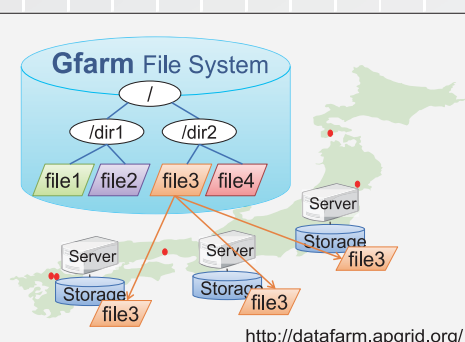 Gfarm File System
/
/dir1 /dir2
file1 file2 file3 file4
Server
Storage
file3
Server
Storage
file3
Server
Storage
file3
http://datafarm.apgrid.org/